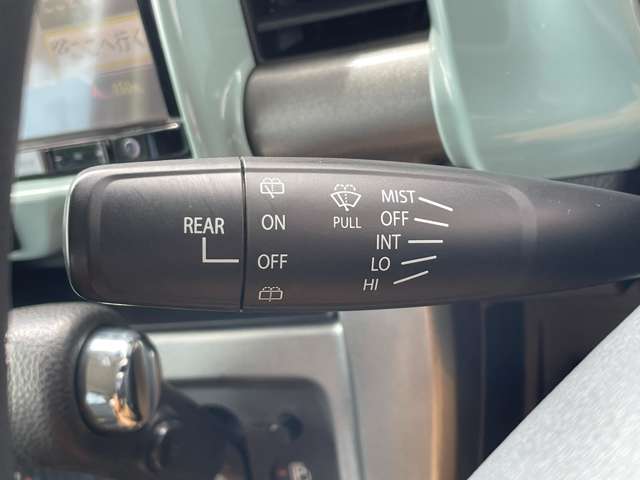 REAR
ON
OFF
PULL
MIST
OFF
INT
LO
HI
P